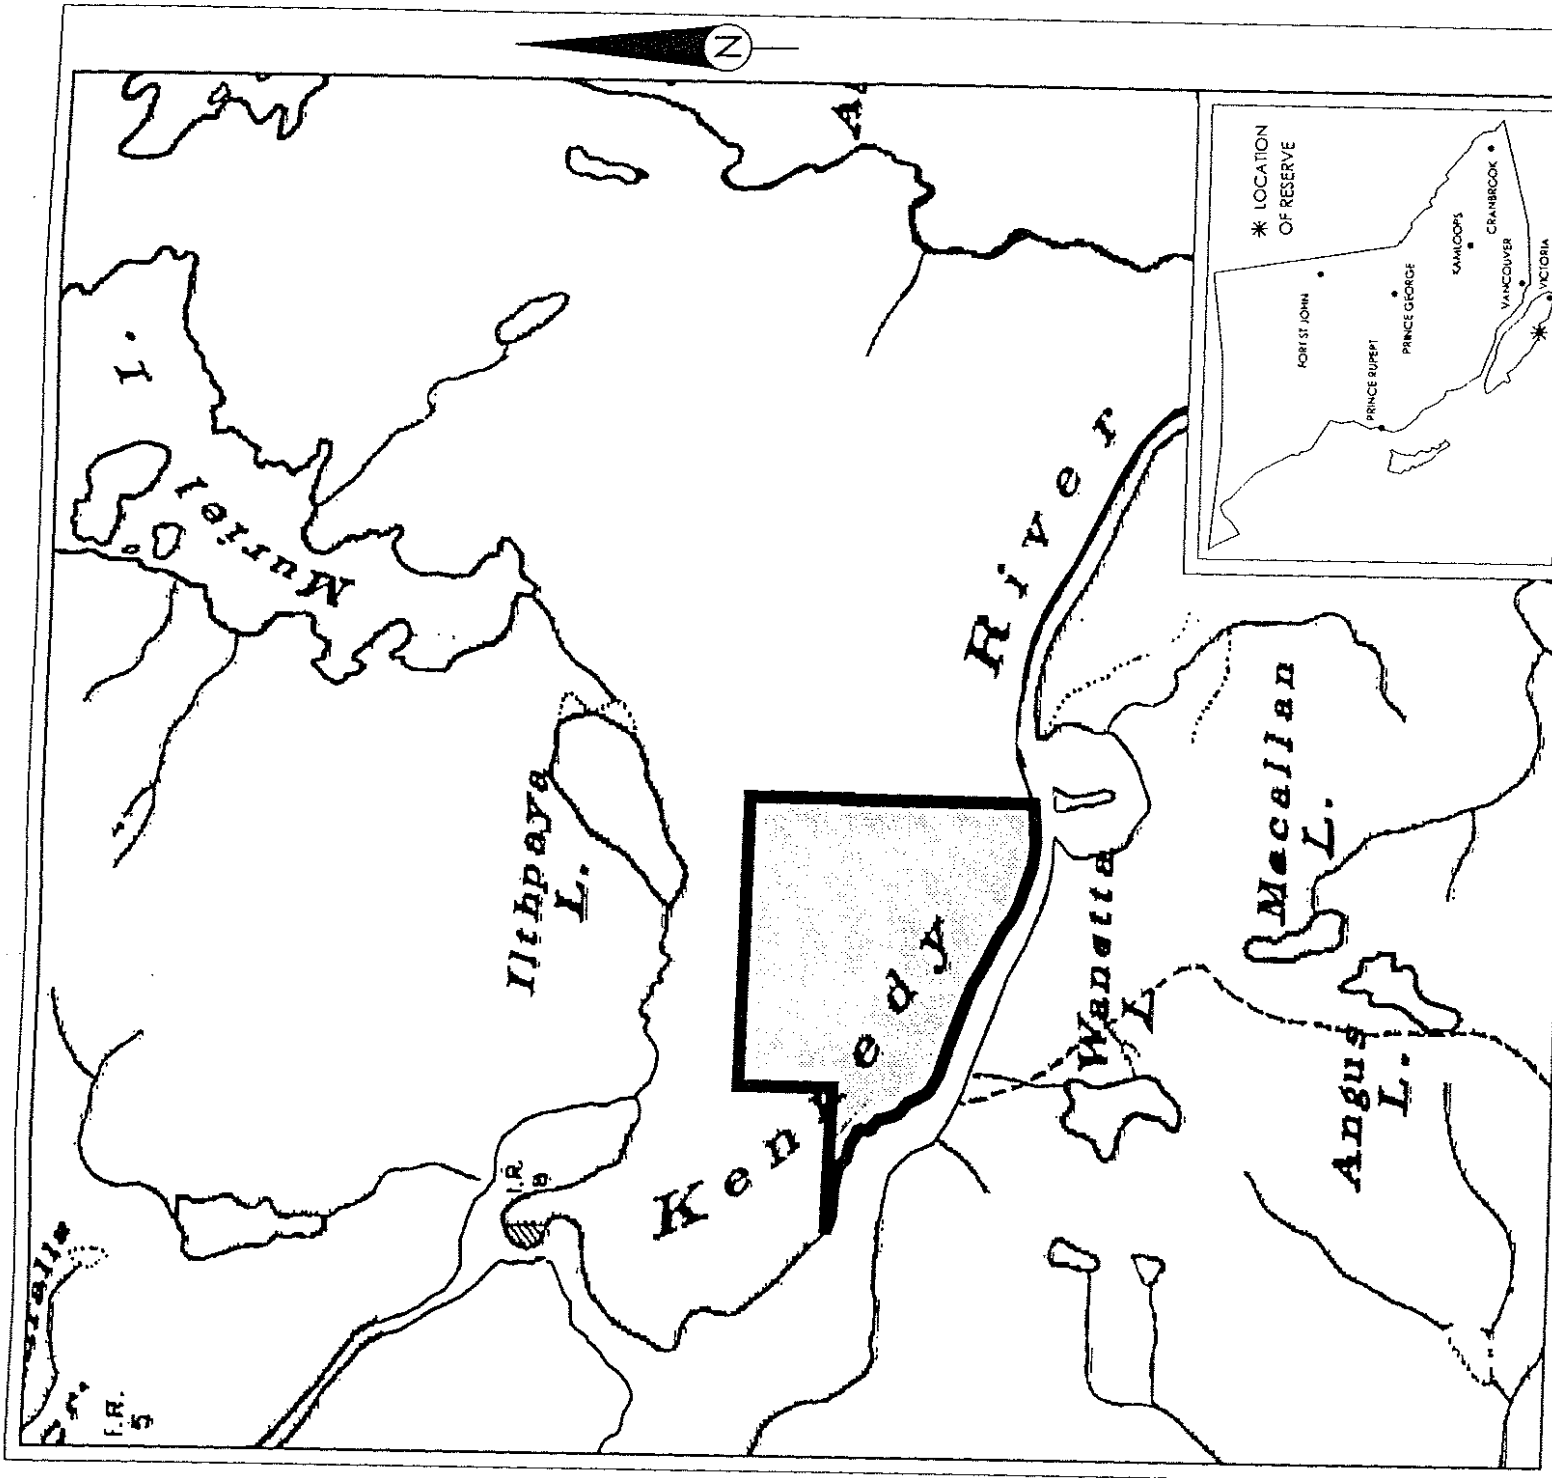 N
Muriel L.
Ilthpaya
L.
I.R.
8
I.R.
5
Kennedy River
Wanatta
L
Macallan
L.
Angus
L.
✳ LOCATION
OF RESERVE
FORT ST JOHN
PRINCE RUPEPT
PRINCE GEORGE
KAMLOOPS
CRANBROOK
VANCOUVER
VICTORIA